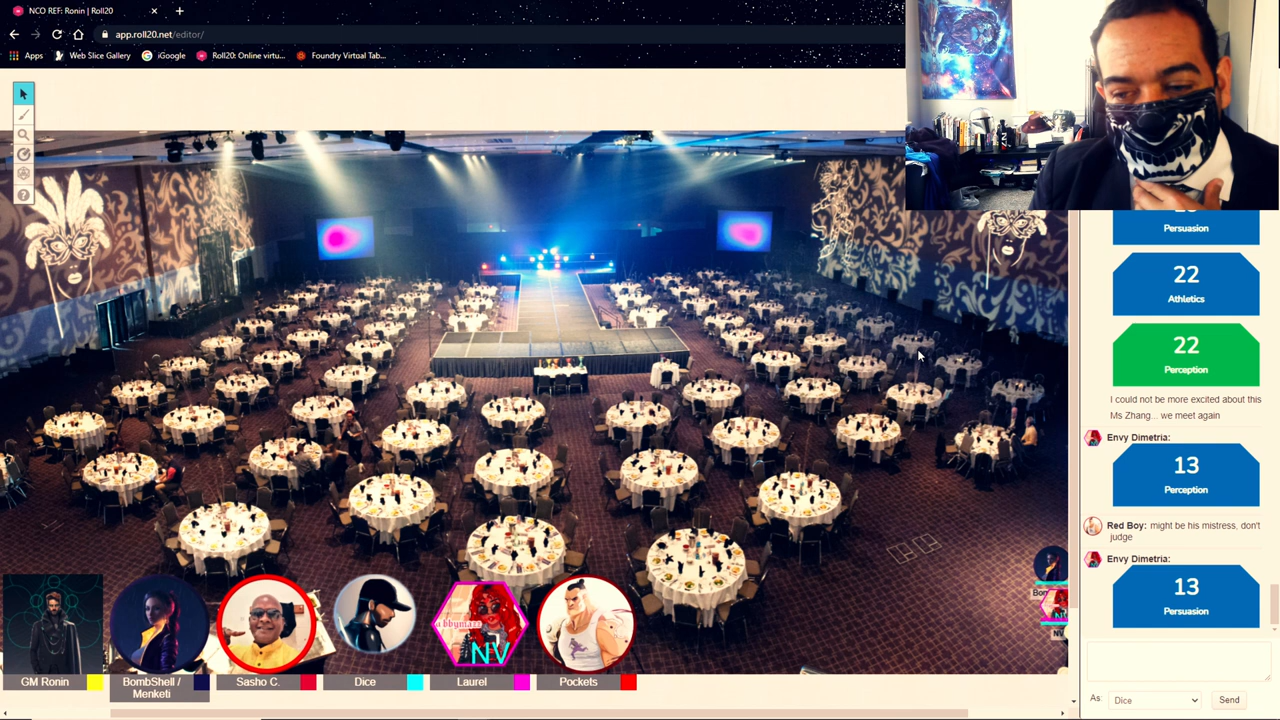 NCO REF: Ronin | Roll20
app.roll20.net/editor/
Apps
Web Slice Gallery
iGoogle
Roll20: Online virtu...
Foundry Virtual Tab...
Persuasion
22
Athletics
22
Perception
I could not be more excited about this
Ms Zhang... we meet again
Envy Dimetria:
13
Perception
Red Boy: might be his mistress, don't
judge
Envy Dimetria:
13
Persuasion
As:
Dice
Send
NV
GM Ronin
BombShell /
Menketi
Sasho C.
Dice
Laurel
Pockets